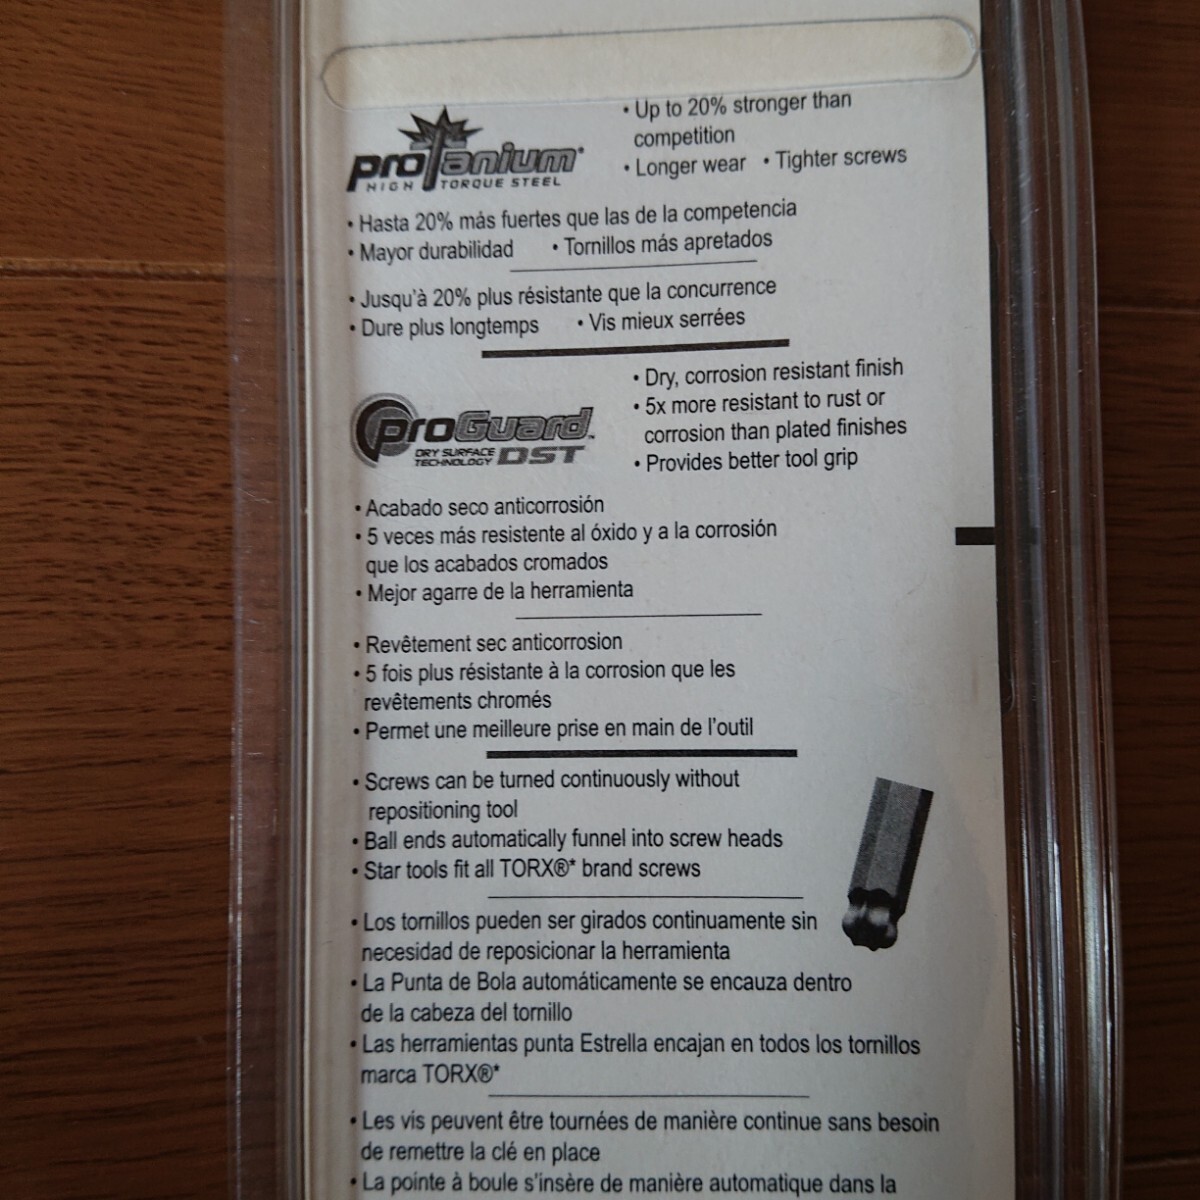 • Up to 20% stronger than
competition
• Longer wear • Tighter screws
proTanium®
HIGH TORQUE STEEL
• Hasta 20% más fuertes que las de la competencia
• Mayor durabilidad • Tornillos más apretados
• Jusqu'à 20% plus résistante que la concurrence
• Dure plus longtemps • Vis mieux serrées
• Dry, corrosion resistant finish
• 5x more resistant to rust or
corrosion than plated finishes
• Provides better tool grip
proGuard™
DRY SURFACE
TECHNOLOGY DST
• Acabado seco anticorrosión
• 5 veces más resistente al óxido y a la corrosión
que los acabados cromados
• Mejor agarre de la herramienta
• Revêtement sec anticorrosion
• 5 fois plus résistante à la corrosion que les
revêtements chromés
• Permet une meilleure prise en main de l'outil
• Screws can be turned continuously without
repositioning tool
• Ball ends automatically funnel into screw heads
• Star tools fit all TORX®* brand screws
• Los tornillos pueden ser girados continuamente sin
necesidad de reposicionar la herramienta
• La Punta de Bola automáticamente se encauza dentro
de la cabeza del tornillo
• Las herramientas punta Estrella encajan en todos los tornillos
marca TORX®*
• Les vis peuvent être tournées de manière continue sans besoin
de remettre la clé en place
• La pointe à boule s'insère de manière automatique dans la